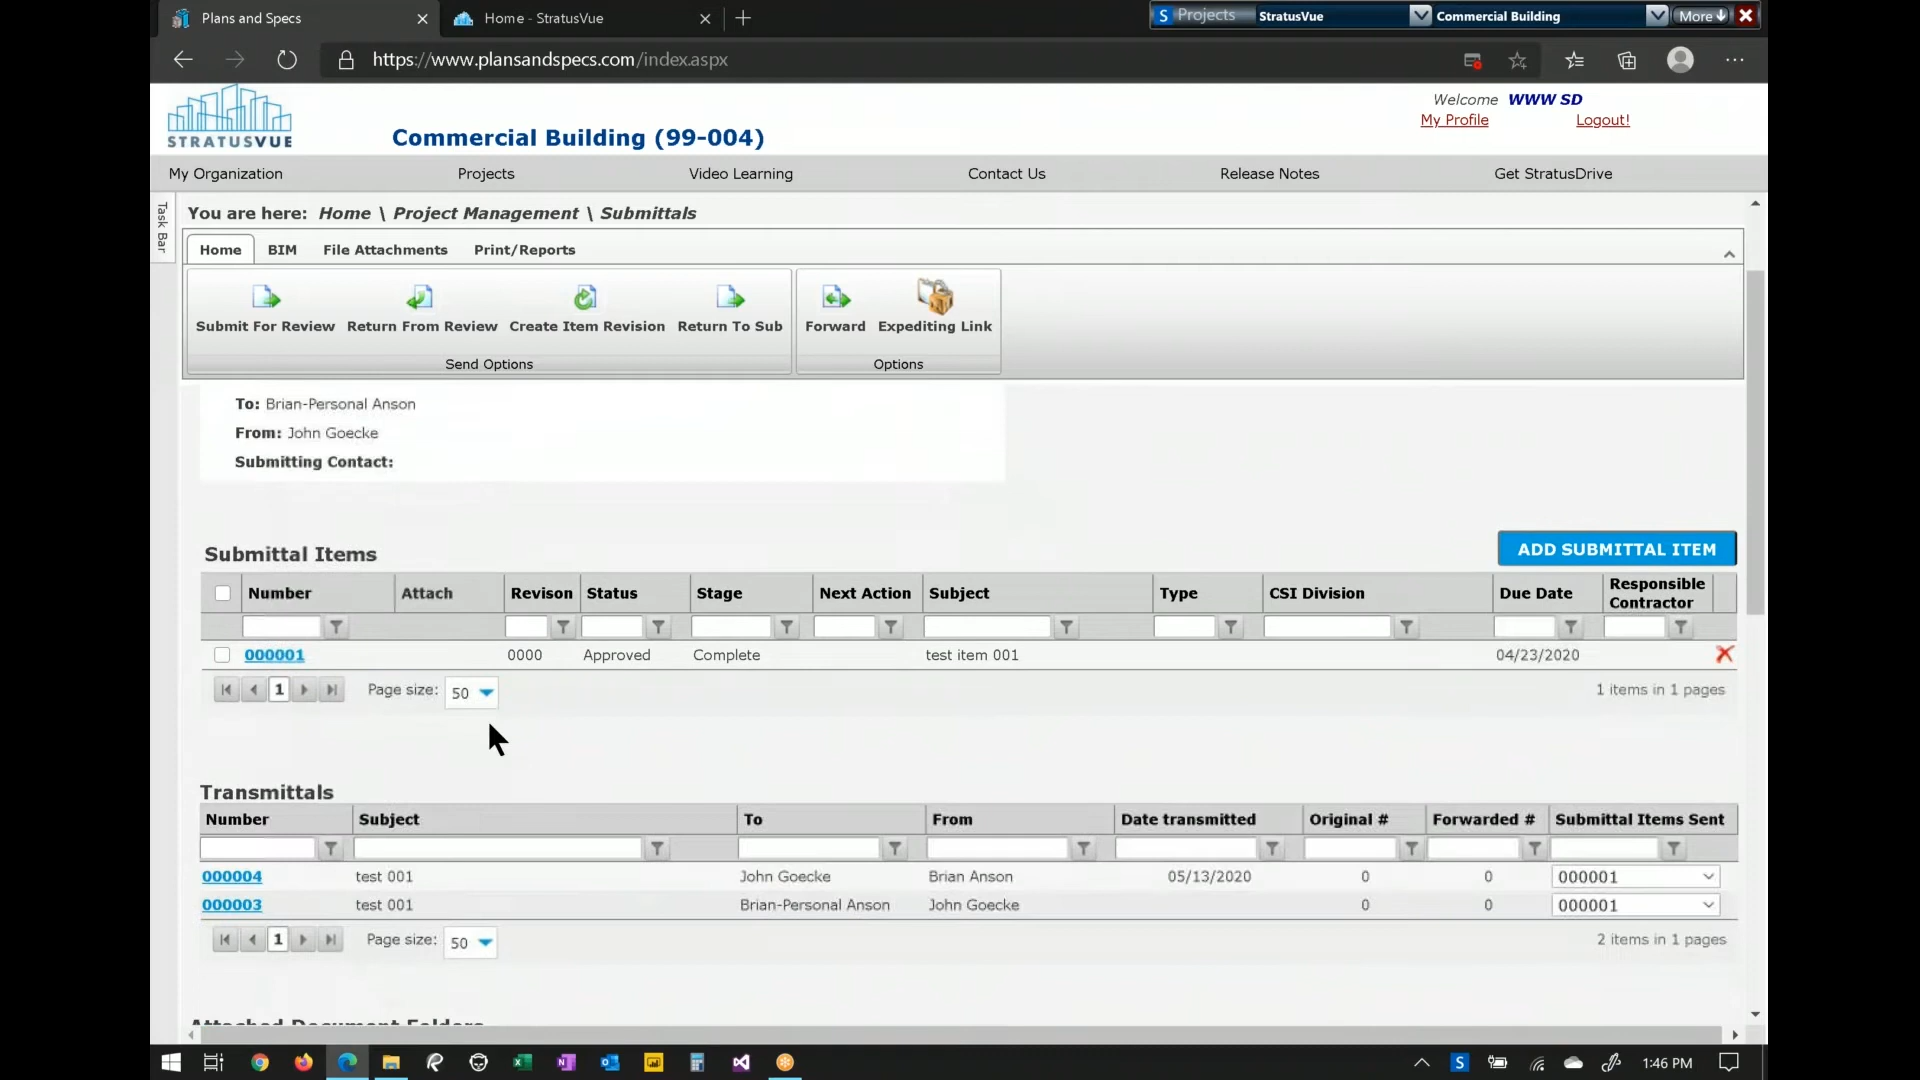 Plans and Specs
Home - StratusVue
S Projects StratusVue Commercial Building More
https://www.plansandspecs.com/index.aspx
STRATUSVUE
Commercial Building (99-004)
Welcome WWW SD
My Profile Logout!
My Organization Projects Video Learning Contact Us Release Notes Get StratusDrive
Task Bar
You are here: Home \ Project Management \ Submittals
Home BIM File Attachments Print/Reports
Submit For Review Return From Review Create Item Revision Return To Sub Forward Expediting Link
Send Options Options
To: Brian-Personal Anson
From: John Goecke
Submitting Contact:
Submittal Items
ADD SUBMITTAL ITEM
Number Attach Revison Status Stage Next Action Subject Type CSI Division Due Date Responsible Contractor
000001 0000 Approved Complete test item 001 04/23/2020
1 Page size: 50 1 items in 1 pages
Transmittals
Number Subject To From Date transmitted Original # Forwarded # Submittal Items Sent
000004 test 001 John Goecke Brian Anson 05/13/2020 0 0 000001
000003 test 001 Brian-Personal Anson John Goecke 0 0 000001
1 Page size: 50 2 items in 1 pages
Attached Document Folders
1:46 PM